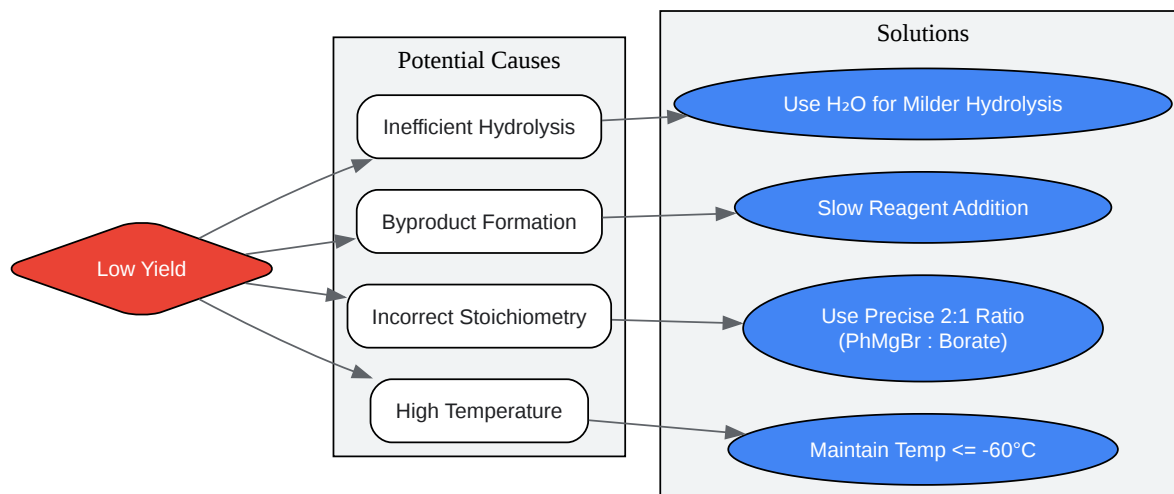 Low Yield
Potential Causes
Inefficient Hydrolysis
Byproduct Formation
Incorrect Stoichiometry
High Temperature
Solutions
Use H₂O for Milder Hydrolysis
Slow Reagent Addition
Use Precise 2:1 Ratio
(PhMgBr : Borate)
Maintain Temp <= -60°C